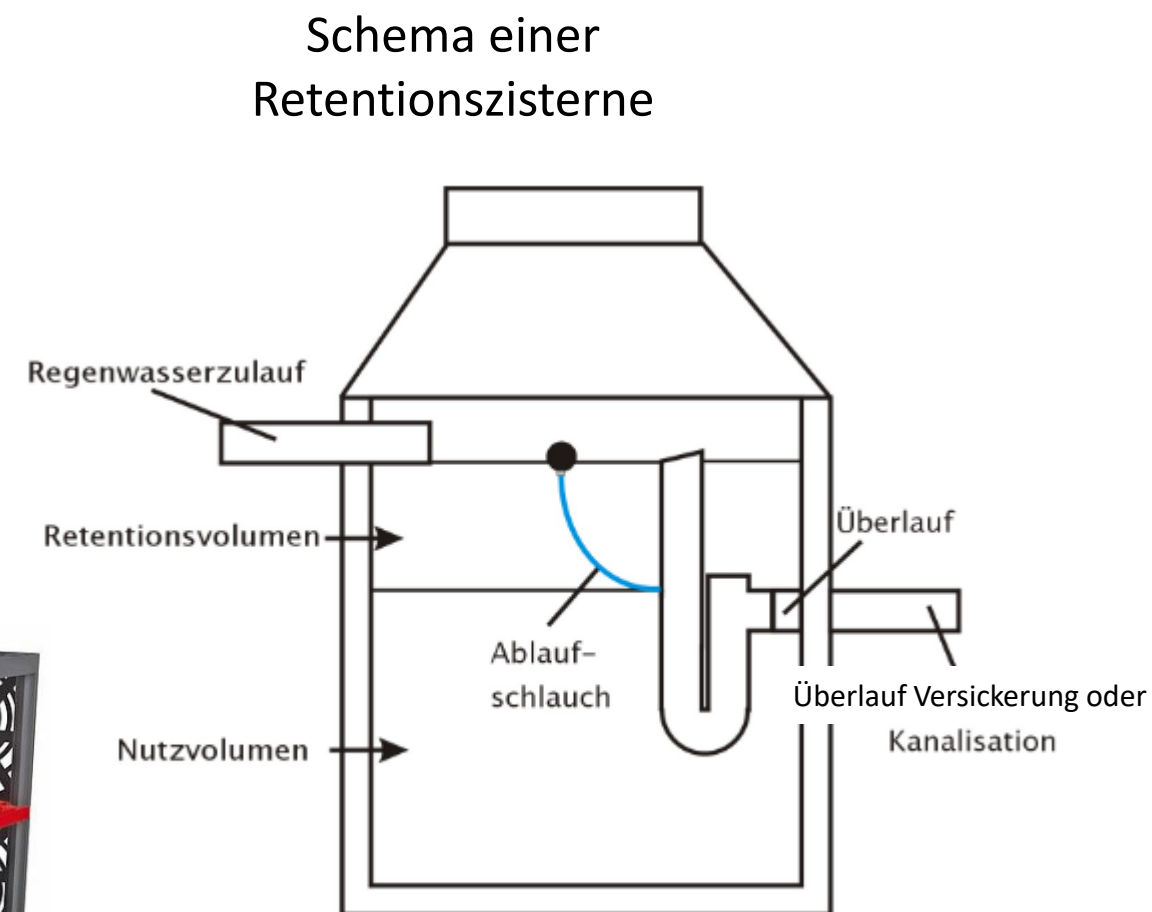 Schema einer
Retentionszisterne
Regenwasserzulauf
Retentionsvolumen
Überlauf
Ablauf-
schlauch
Überlauf Versickerung oder
Kanalisation
Nutzvolumen